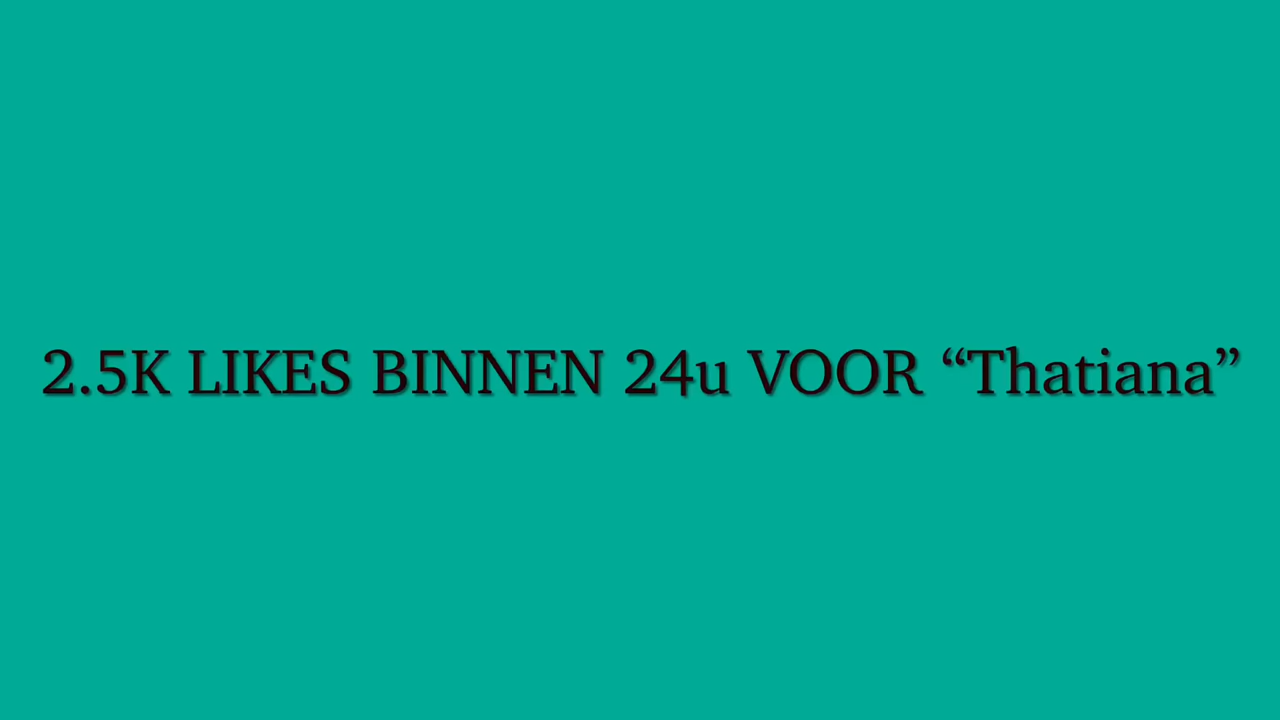 2.5K LIKES BINNEN 24u VOOR “Thatiana”